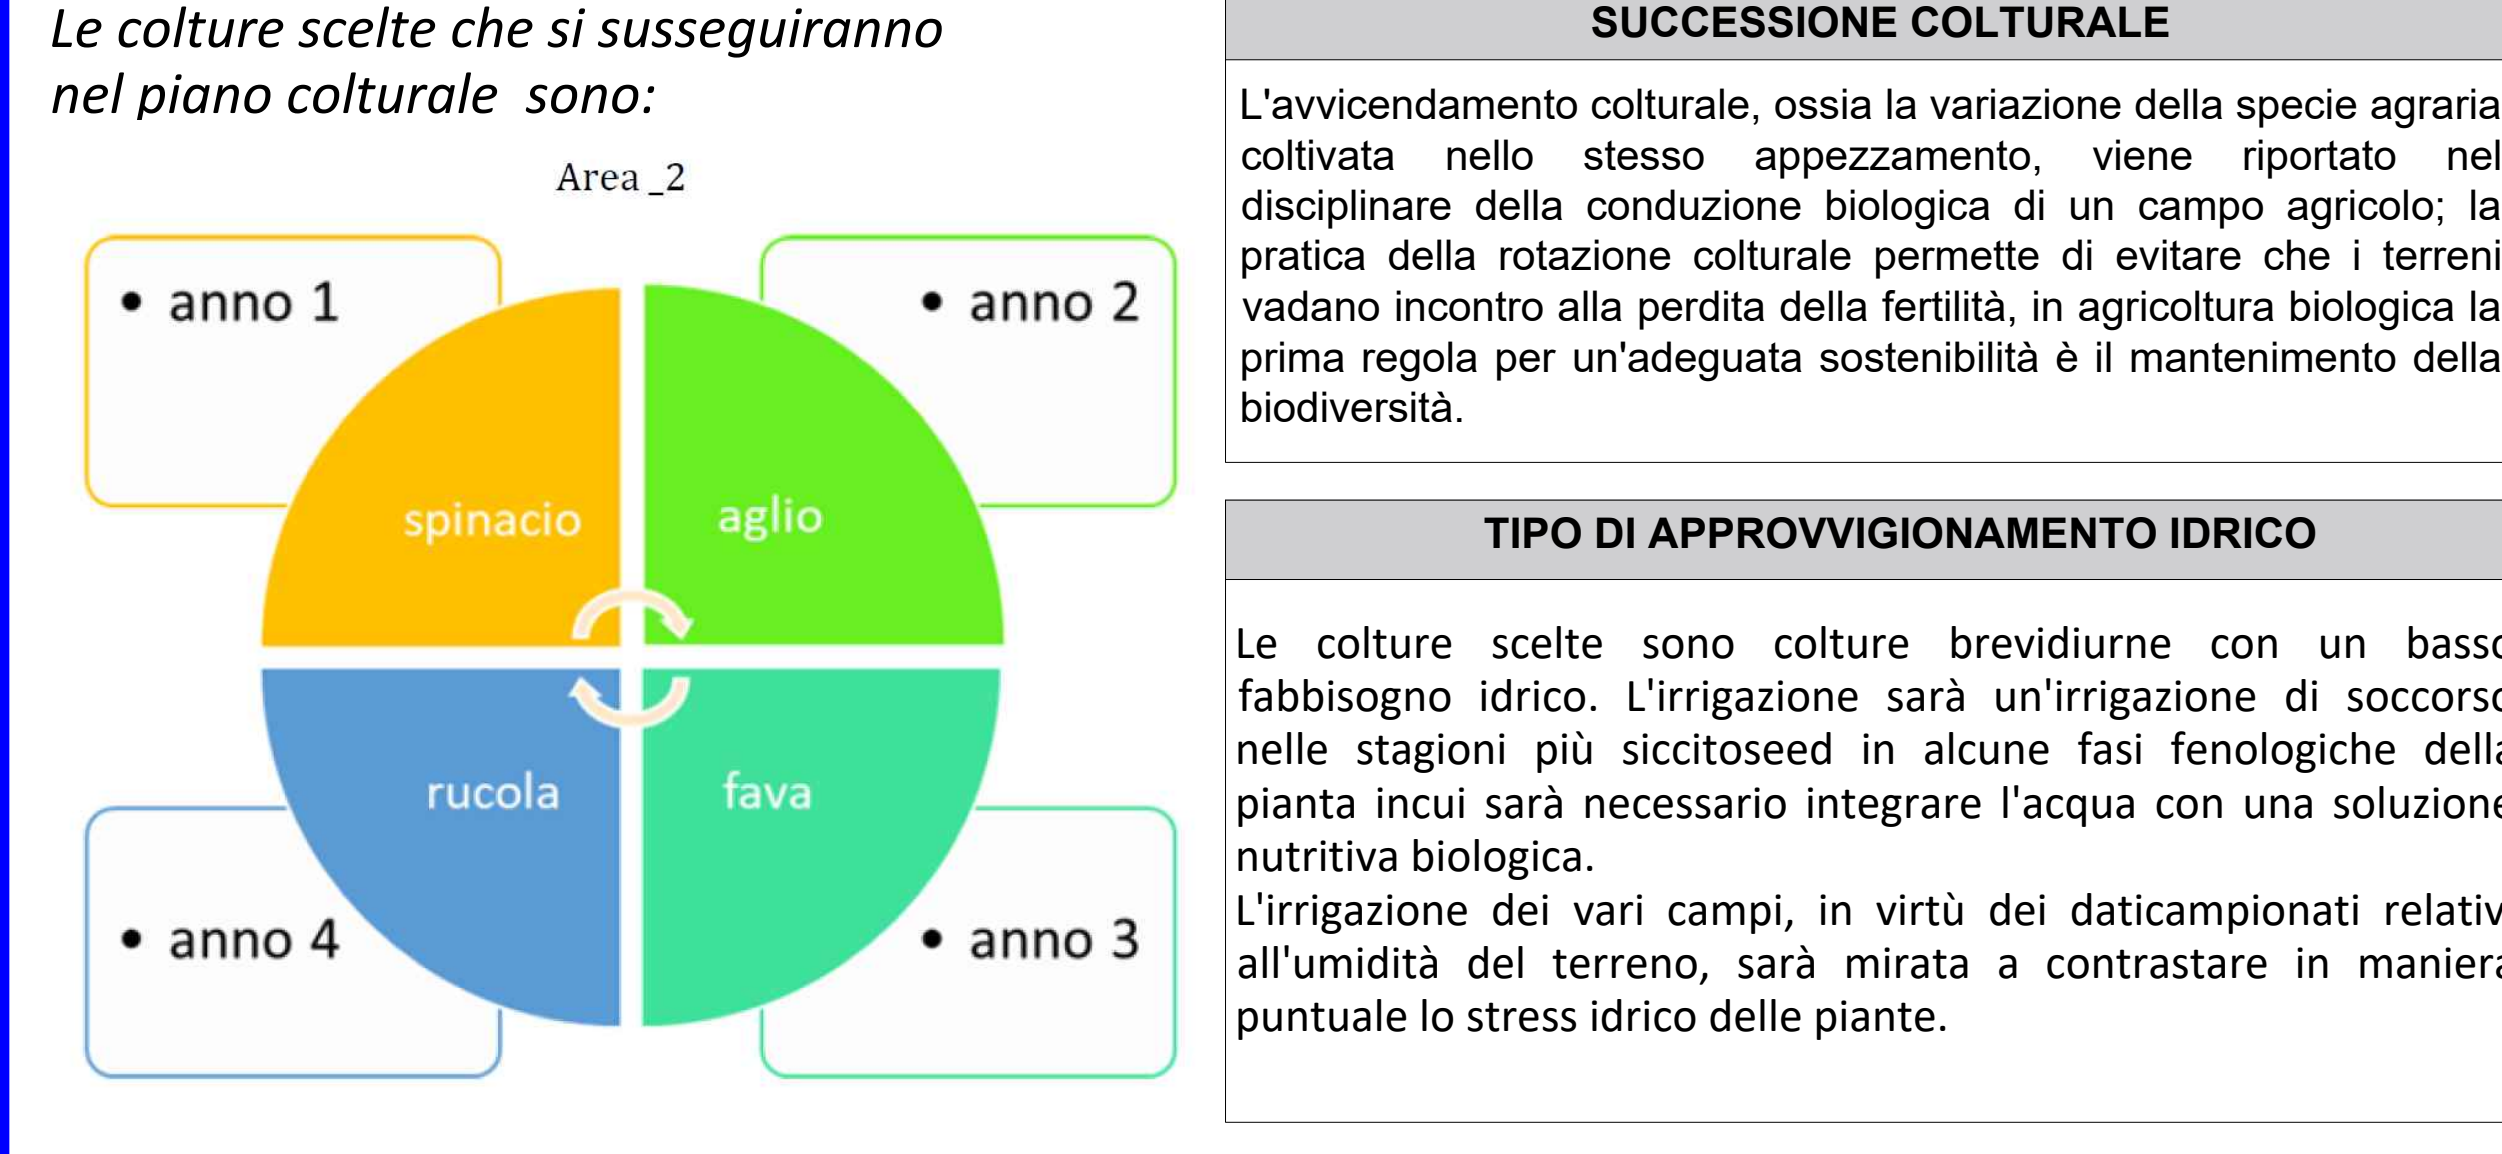 Le colture scelte che si susseguiranno
nel piano colturale sono:
Area _2
• anno 1
• anno 2
spinacio
aglio
rucola
fava
• anno 4
• anno 3
SUCCESSIONE COLTURALE
L'avvicendamento colturale, ossia la variazione della specie agraria
coltivata nello stesso appezzamento, viene riportato nel
disciplinare della conduzione biologica di un campo agricolo; la
pratica della rotazione colturale permette di evitare che i terreni
vadano incontro alla perdita della fertilità, in agricoltura biologica la
prima regola per un'adeguata sostenibilità è il mantenimento della
biodiversità.
TIPO DI APPROVVIGIONAMENTO IDRICO
Le colture scelte sono colture brevidiurne con un basso
fabbisogno idrico. L'irrigazione sarà un'irrigazione di soccorso
nelle stagioni più siccitoseed in alcune fasi fenologiche della
pianta incui sarà necessario integrare l'acqua con una soluzione
nutritiva biologica.
L'irrigazione dei vari campi, in virtù dei daticampionati relativ
all'umidità del terreno, sarà mirata a contrastare in maniera
puntuale lo stress idrico delle piante.